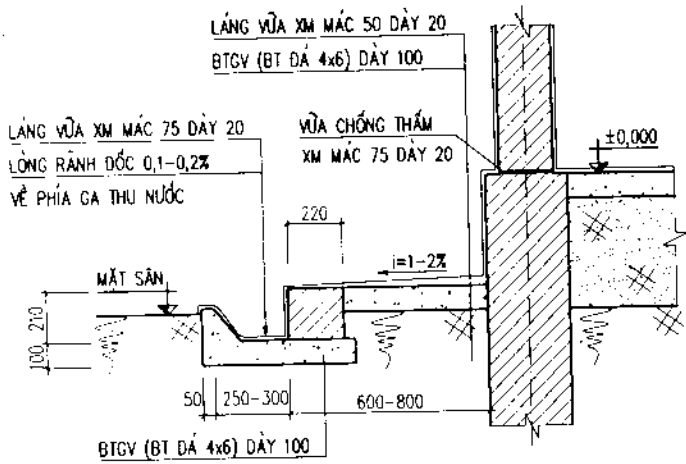 LÁNG VỮA XM MÁC 50 DÀY 20
BTGV (BT ĐÁ 4x6) DÀY 100
LÁNG VỮA XM MÁC 75 DÀY 20
LÒNG RÃNH DỐC 0,1-0,2%
VỀ PHÍA GA THU NƯỚC
VỮA CHỐNG THẤM
XM MÁC 75 DÀY 20
±0,000
220
i=1-2%
MẶT SÂN
210
100
50
250-300
600-800
BTGV (BT ĐÁ 4x6) DÀY 100
N